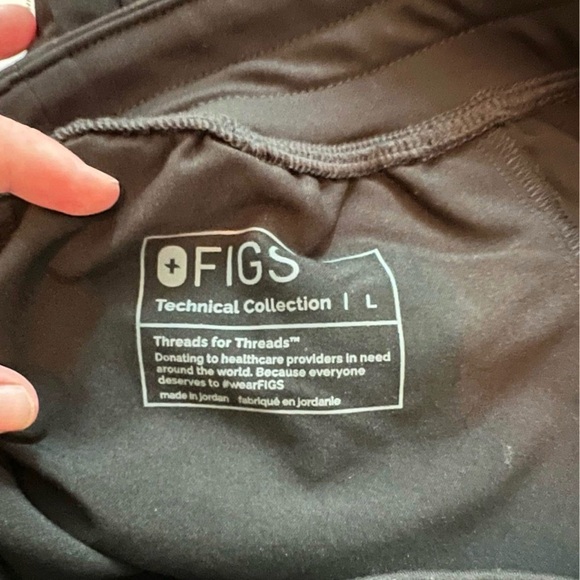 FIGS
Technical Collection | L
Threads for Threads™
Donating to healthcare providers in need
around the world. Because everyone
deserves to #wearFIGS
made in jordan fabriqué en jordanie